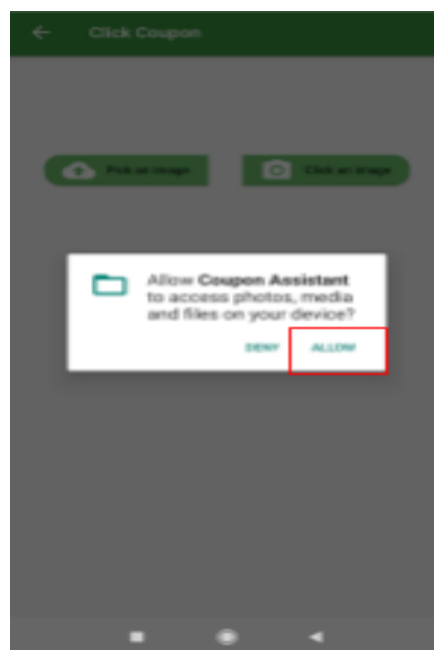 Click Coupon
Pick an image
Click an image
Allow Coupon Assistant
to access photos, media
and files on your device?
DENY
ALLOW